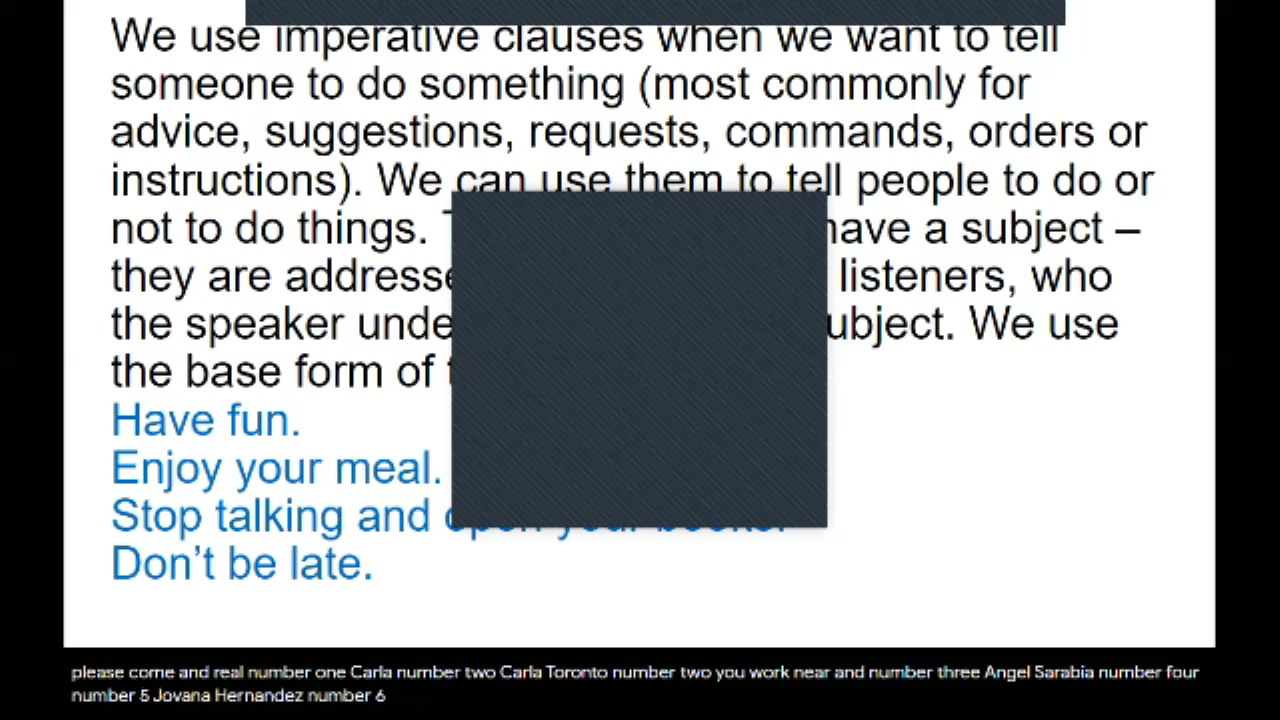 We use imperative clauses when we want to tell
someone to do something (most commonly for
advice, suggestions, requests, commands, orders or
instructions). We can use them to tell people to do or
not to do things. have a subject –
they are addresse listeners, who
the speaker unde ubject. We use
the base form of
Have fun.
Enjoy your meal.
Stop talking and open your books.
Don’t be late.
please come and real number one Carla number two Carla Toronto number two you work near and number three Angel Sarabia number four
number 5 Jovana Hernandez number 6